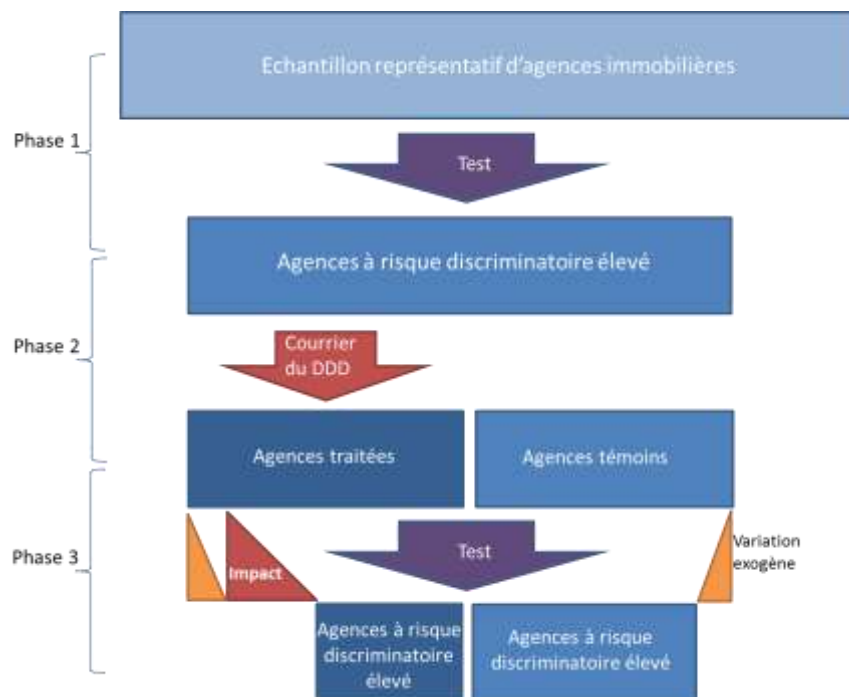 Echantillon représentatif d'agences immobilières
Phase 1
Test
Agences à risque discriminatoire élevé
Phase 2
Courrier
du DDD
Agences traitées
Agences témoins
Phase 3
Test
Impact
Variation
exogène
Agences à risque
discriminatoire
élevé
Agences à risque
discriminatoire élevé